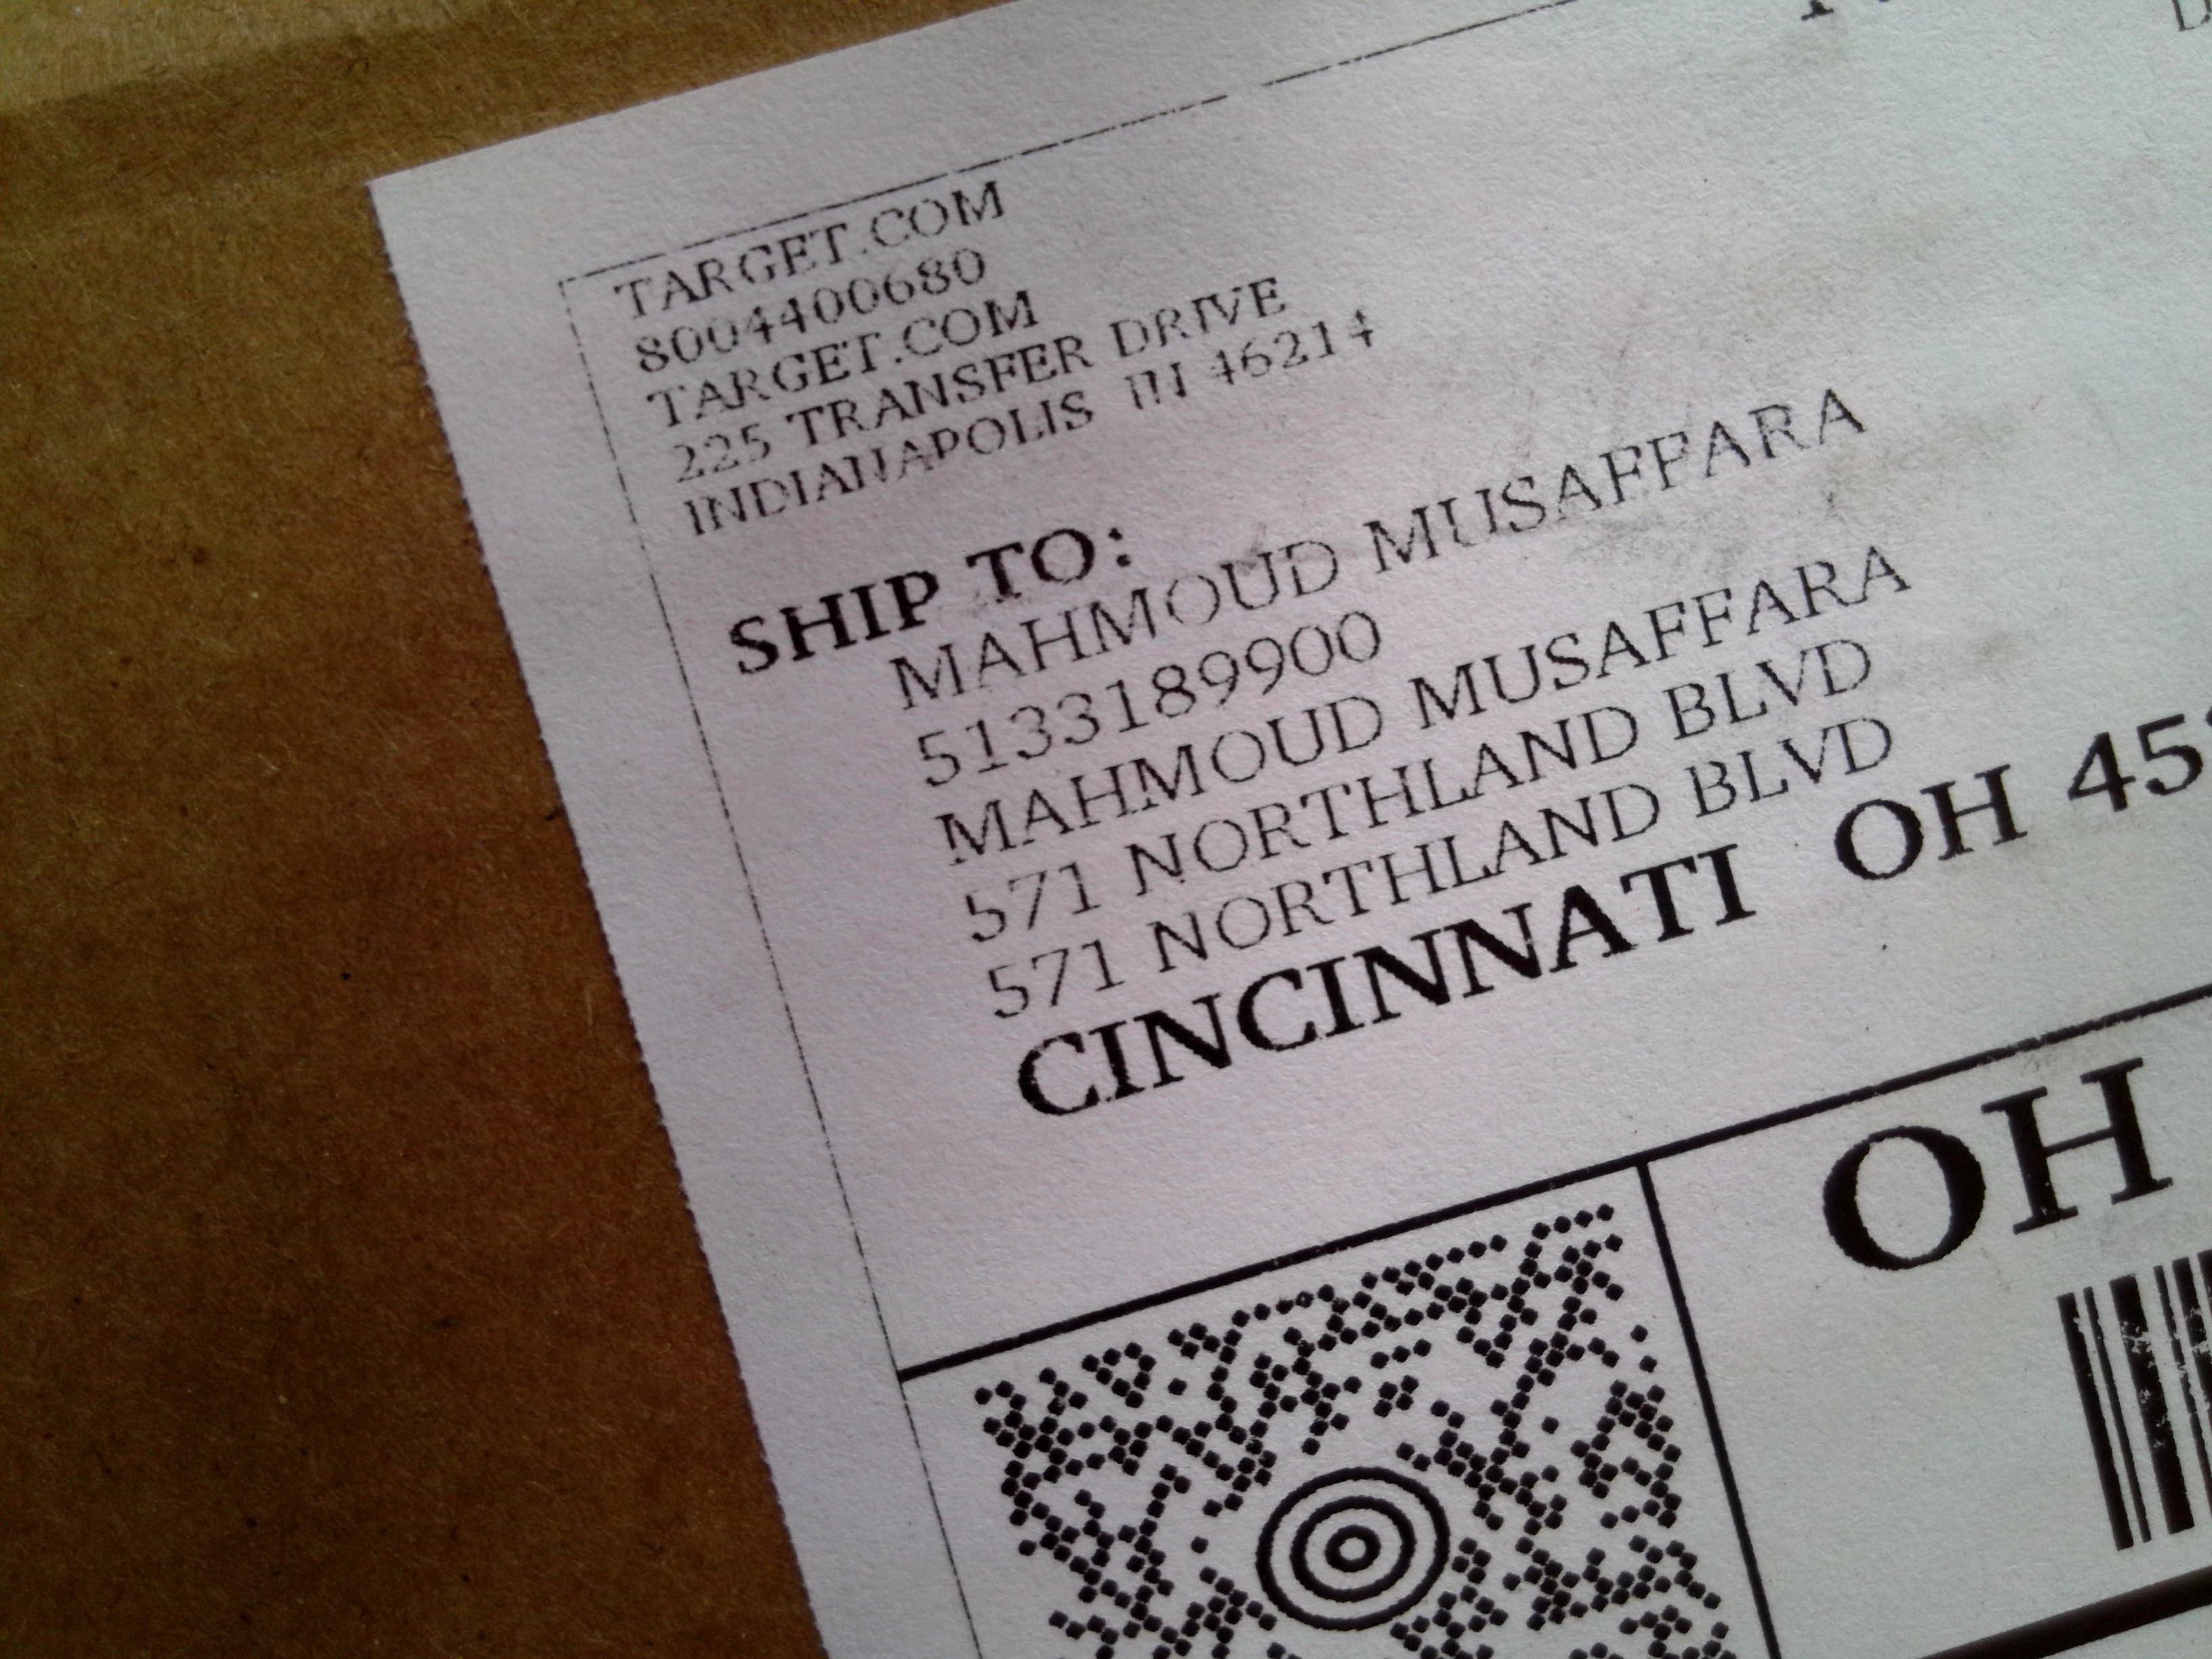 TARGET.COM
8004400680
TARGET.COM
225 TRANSFER DRIVE
INDIANAPOLIS IN 46214
SHIP TO:
MAHMOUD MUSAFFARA
5133189900
MAHMOUD MUSAFFARA
571 NORTHLAND BLVD
571 NORTHLAND BLVD
CINCINNATI OH
OH